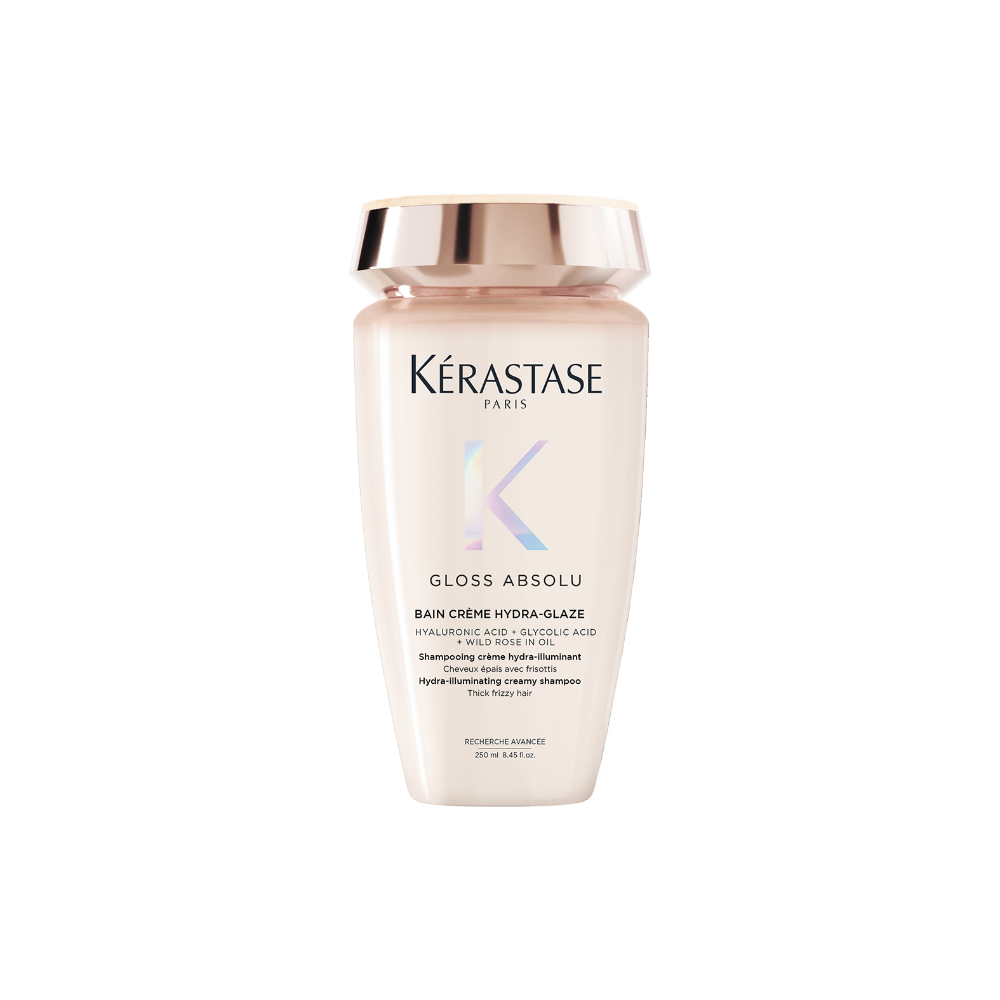 KÉRASTASE
PARIS
K
GLOSS ABSOLU
BAIN CRÈME HYDRA-GLAZE
HYALURONIC ACID + GLYCOLIC ACID
+ WILD ROSE IN OIL
Shampooing crème hydra-illuminant
Cheveux épais avec frisottis
Hydra-illuminating creamy shampoo
Thick frizzy hair
RECHERCHE AVANCÉE
250 ml 8.45 fl.oz.